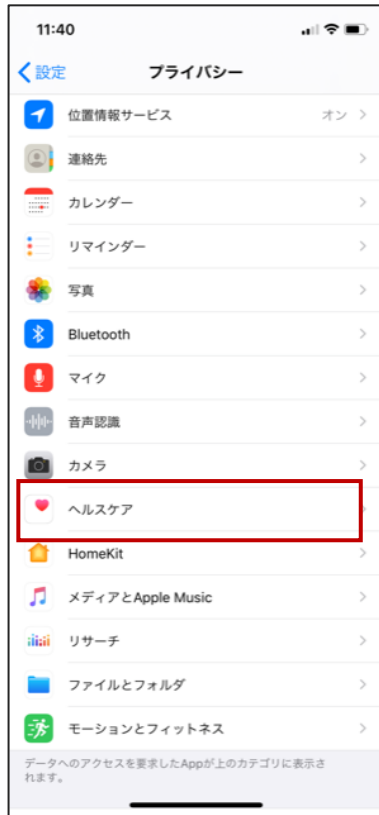 11:40
設定 プライバシー
位置情報サービス オン
連絡先
カレンダー
リマインダー
写真
Bluetooth
マイク
音声認識
カメラ
ヘルスケア
HomeKit
メディアとApple Music
リサーチ
ファイルとフォルダ
モーションとフィットネス
データへのアクセスを要求したAppが上のカテゴリに表示さ
れます。